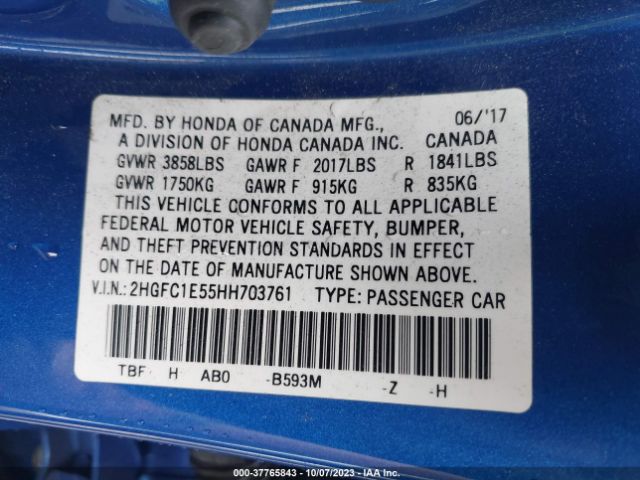 MFD. BY HONDA OF CANADA MFG., 06/'17
A DIVISION OF HONDA CANADA INC. CANADA
GVWR 3858LBS GAWR F 2017LBS R 1841LBS
GVWR 1750KG GAWR F 915KG R 835KG
THIS VEHICLE CONFORMS TO ALL APPLICABLE
FEDERAL MOTOR VEHICLE SAFETY, BUMPER,
AND THEFT PREVENTION STANDARDS IN EFFECT
ON THE DATE OF MANUFACTURE SHOWN ABOVE.
V.I.N.: 2HGFC1E55HH703761 TYPE: PASSENGER CAR
TBF H AB0 -B593M -Z -H
000-37765843 - 10/07/2023 - IAA Inc.